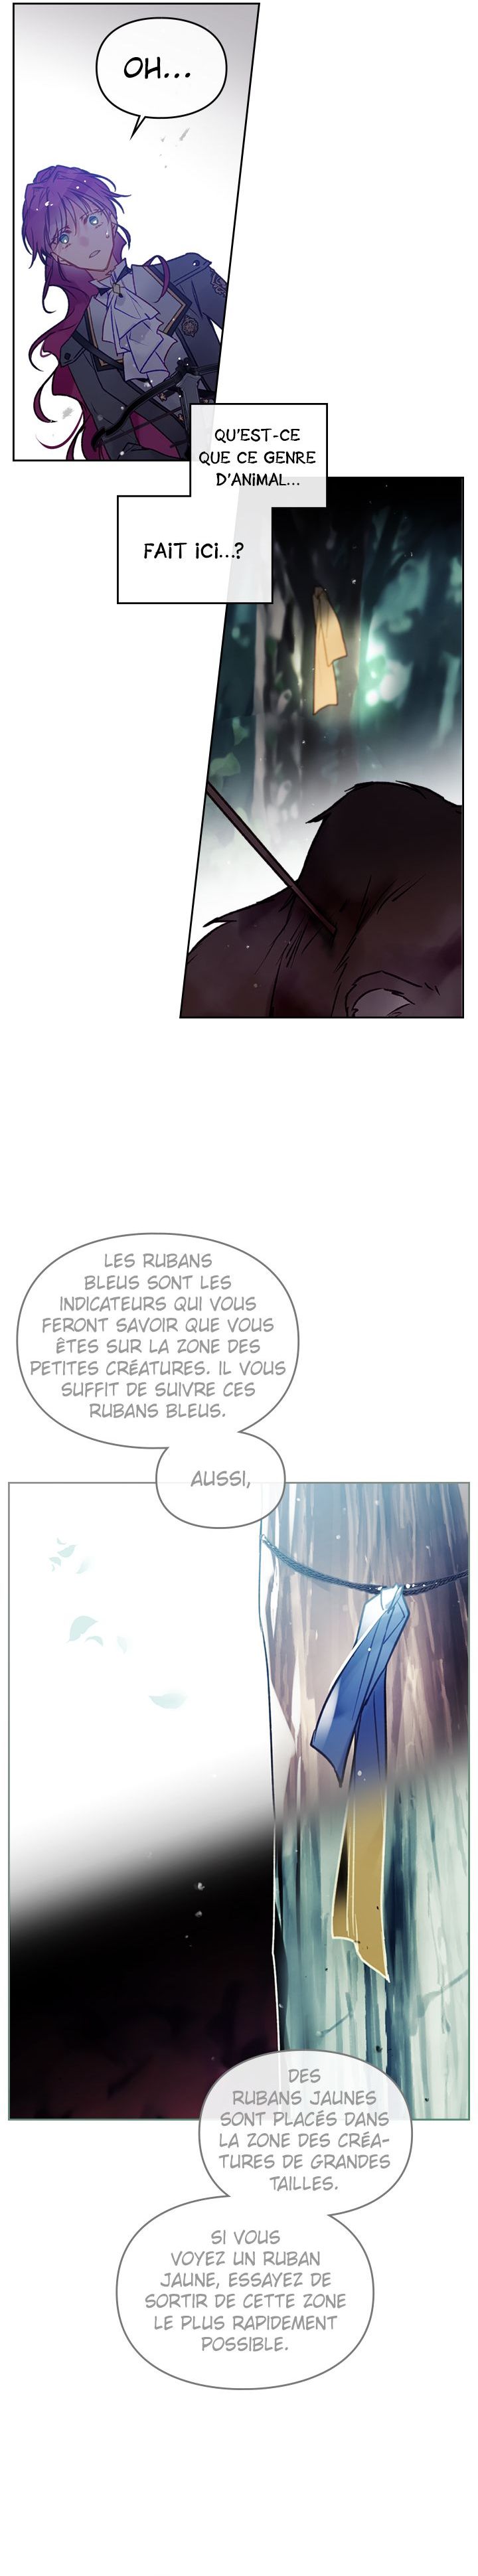 OH...
QU'EST-CE
QUE CE GENRE
D'ANIMAL...
FAIT ICI...?
LES RUBANS
BLEUS SONT LES
INDICATEURS QUI VOUS
FERONT SAVOIR QUE VOUS
ÊTES SUR LA ZONE DES
PETITES CRÉATURES. IL VOUS
SUFFIT DE SUIVRE CES
RUBANS BLEUS.
AUSSI,
DES
RUBANS JAUNES
SONT PLACÉS DANS
LA ZONE DES CRÉA-
TURES DE GRANDES
TAILLES.
SI VOUS
VOYEZ UN RUBAN
JAUNE, ESSAYEZ DE
SORTIR DE CETTE ZONE
LE PLUS RAPIDEMENT
POSSIBLE.